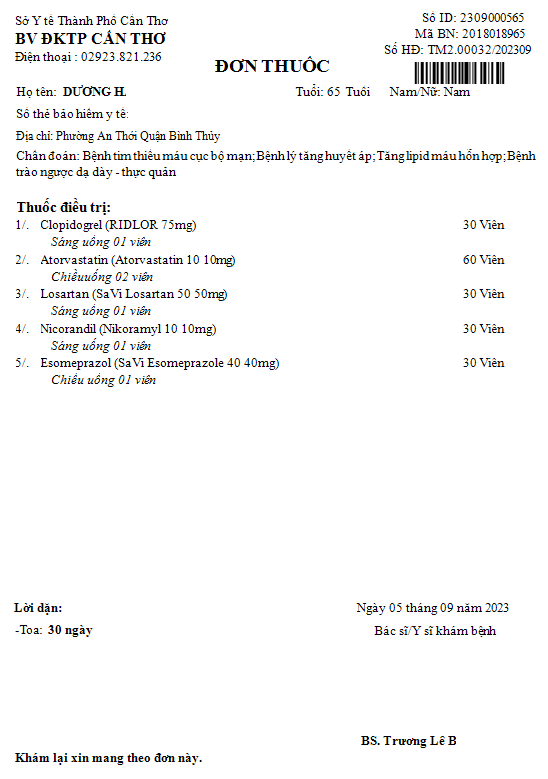 Sở Y tế Thành Phố Cần Thơ
BV ĐKTP CẦN THƠ
Điện thoại : 02923.821.236
Số ID: 2309000565
Mã BN: 2018018965
Số HĐ: TM2.00032/202309
ĐƠN THUỐC
Họ tên: DƯƠNG H. Tuổi: 65 Tuổi Nam/Nữ: Nam
Số thẻ bảo hiểm y tế:
Địa chỉ: Phường An Thới Quận Bình Thủy
Chẩn đoán: Bệnh tim thiếu máu cục bộ mạn;Bệnh lý tăng huyết áp;Tăng lipid máu hỗn hợp;Bệnh
trào ngược dạ dày - thực quản
Thuốc điều trị:
1/. Clopidogrel (RIDLOR 75mg) 30 Viên
Sáng uống 01 viên
2/. Atorvastatin (Atorvastatin 10 10mg) 60 Viên
Chiềuuống 02 viên
3/. Losartan (SaVi Losartan 50 50mg) 30 Viên
Sáng uống 01 viên
4/. Nicorandil (Nikoramyl 10 10mg) 30 Viên
Sáng uống 01 viên
5/. Esomeprazol (SaVi Esomeprazole 40 40mg) 30 Viên
Chiều uống 01 viên
Lời dặn:
-Toa: 30 ngày
Ngày 05 tháng 09 năm 2023
Bác sĩ/Y sĩ khám bệnh
BS. Trương Lê B
Khám lại xin mang theo đơn này.